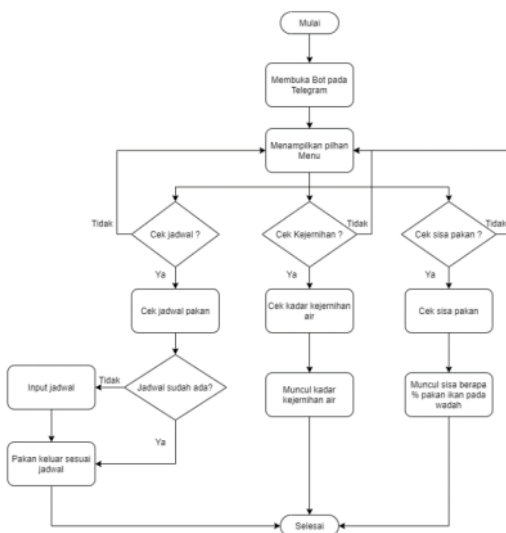 Mulai
Membuka Bot pada
Telegram
Menampilkan pilhan
Menu
Tidak
Tidak
Tidak
Cek jadwal ?
Cek Kejernihan ?
Cek sisa pakan ?
Ya
Ya
Ya
Cek jadwal pakan
Cek kadar kejernihan
air
Cek sisa pakan
Tidak
Input jadwal
Jadwal sudah ada?
Muncul kadar
kejernihan air
Muncul sisa berapa
% pakan ikan pada
wadah
Ya
Pakan keluar sesuai
jadwal
Selesai